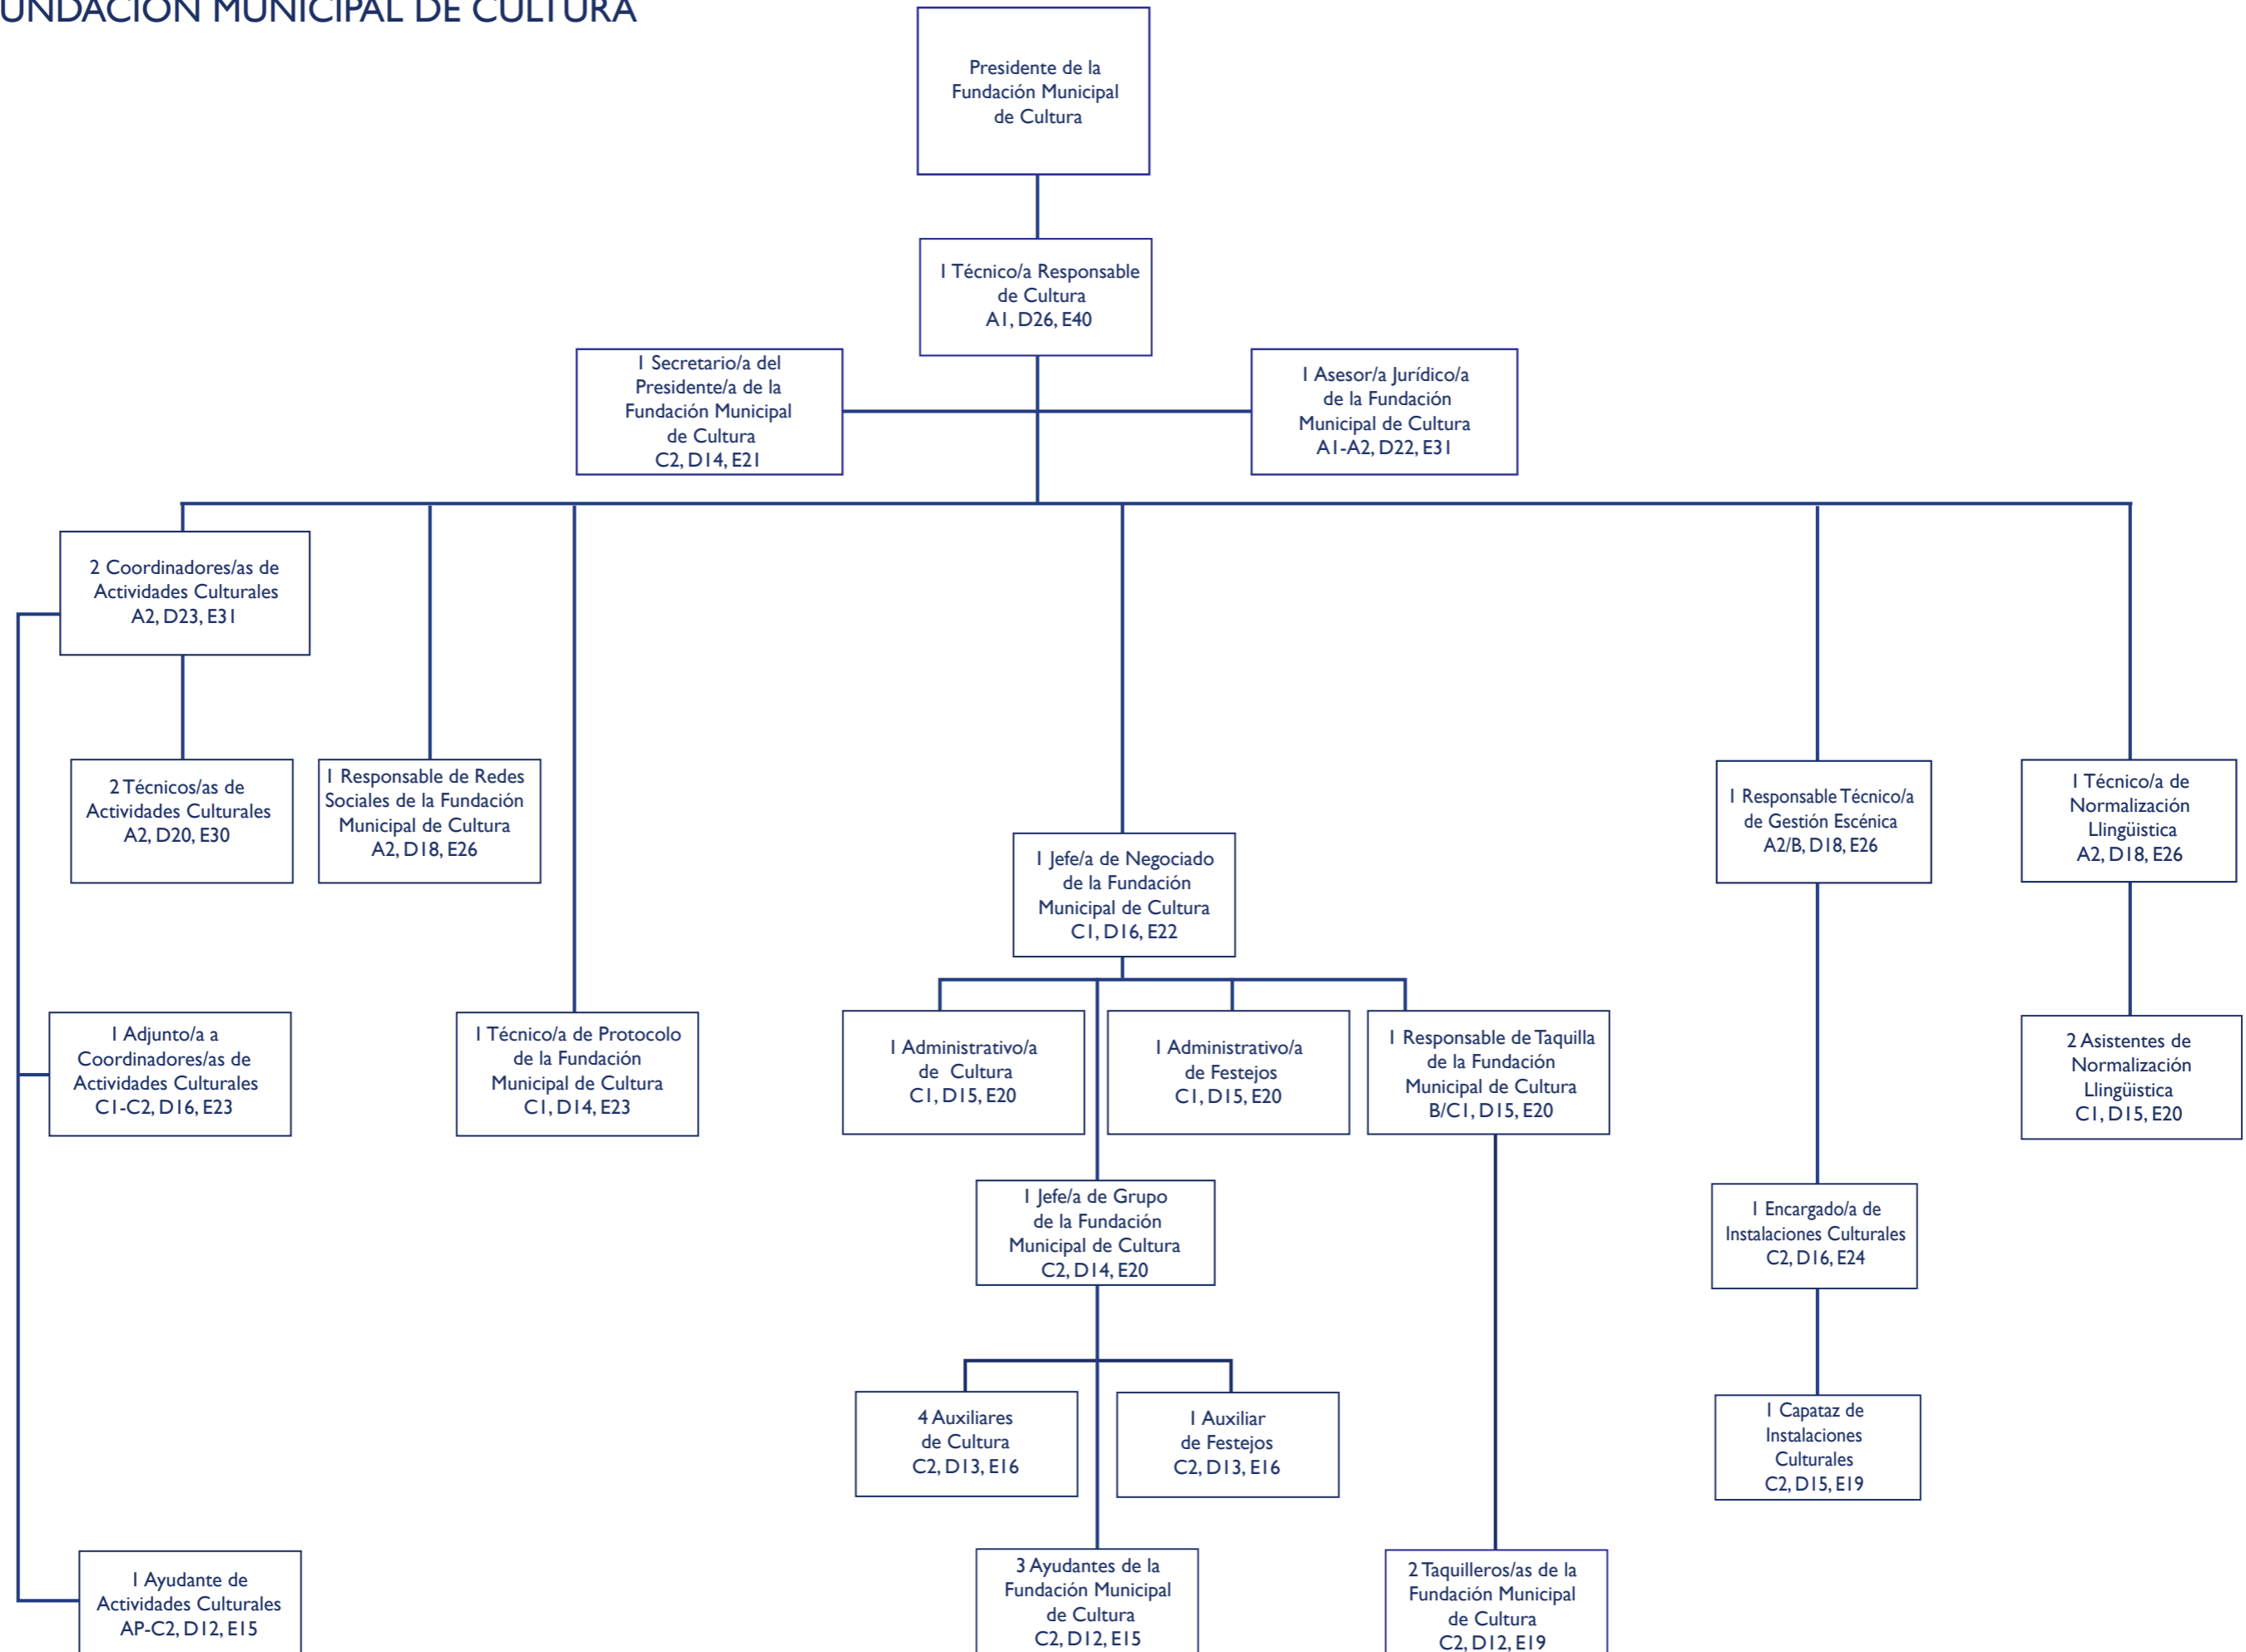 UNDACIÓN MUNICIPAL DE CULTURA
Presidente de la
Fundación Municipal
de Cultura
1 Técnico/a Responsable
de Cultura
A1, D26, E40
1 Secretario/a del
Presidente/a de la
Fundación Municipal
de Cultura
C2, D14, E21
1 Asesor/a Jurídico/a
de la Fundación
Municipal de Cultura
A1-A2, D22, E31
2 Coordinadores/as de
Actividades Culturales
A2, D23, E31
2 Técnicos/as de
Actividades Culturales
A2, D20, E30
1 Responsable de Redes
Sociales de la Fundación
Municipal de Cultura
A2, D18, E26
1 Jefe/a de Negociado
de la Fundación
Municipal de Cultura
C1, D16, E22
1 Responsable Técnico/a
de Gestión Escénica
A2/B, D18, E26
1 Técnico/a de
Normalización
Llingüistica
A2, D18, E26
1 Adjunto/a a
Coordinadores/as de
Actividades Culturales
C1-C2, D16, E23
1 Técnico/a de Protocolo
de la Fundación
Municipal de Cultura
C1, D14, E23
1 Administrativo/a
de Cultura
C1, D15, E20
1 Administrativo/a
de Festejos
C1, D15, E20
1 Responsable de Taquilla
de la Fundación
Municipal de Cultura
B/C1, D15, E20
2 Asistentes de
Normalización
Llingüistica
C1, D15, E20
1 Jefe/a de Grupo
de la Fundación
Municipal de Cultura
C2, D14, E20
1 Encargado/a de
Instalaciones Culturales
C2, D16, E24
4 Auxiliares
de Cultura
C2, D13, E16
1 Auxiliar
de Festejos
C2, D13, E16
1 Capataz de
Instalaciones
Culturales
C2, D15, E19
1 Ayudante de
Actividades Culturales
AP-C2, D12, E15
3 Ayudantes de la
Fundación Municipal
de Cultura
C2, D12, E15
2 Taquilleros/as de la
Fundación Municipal
de Cultura
C2, D12, E19